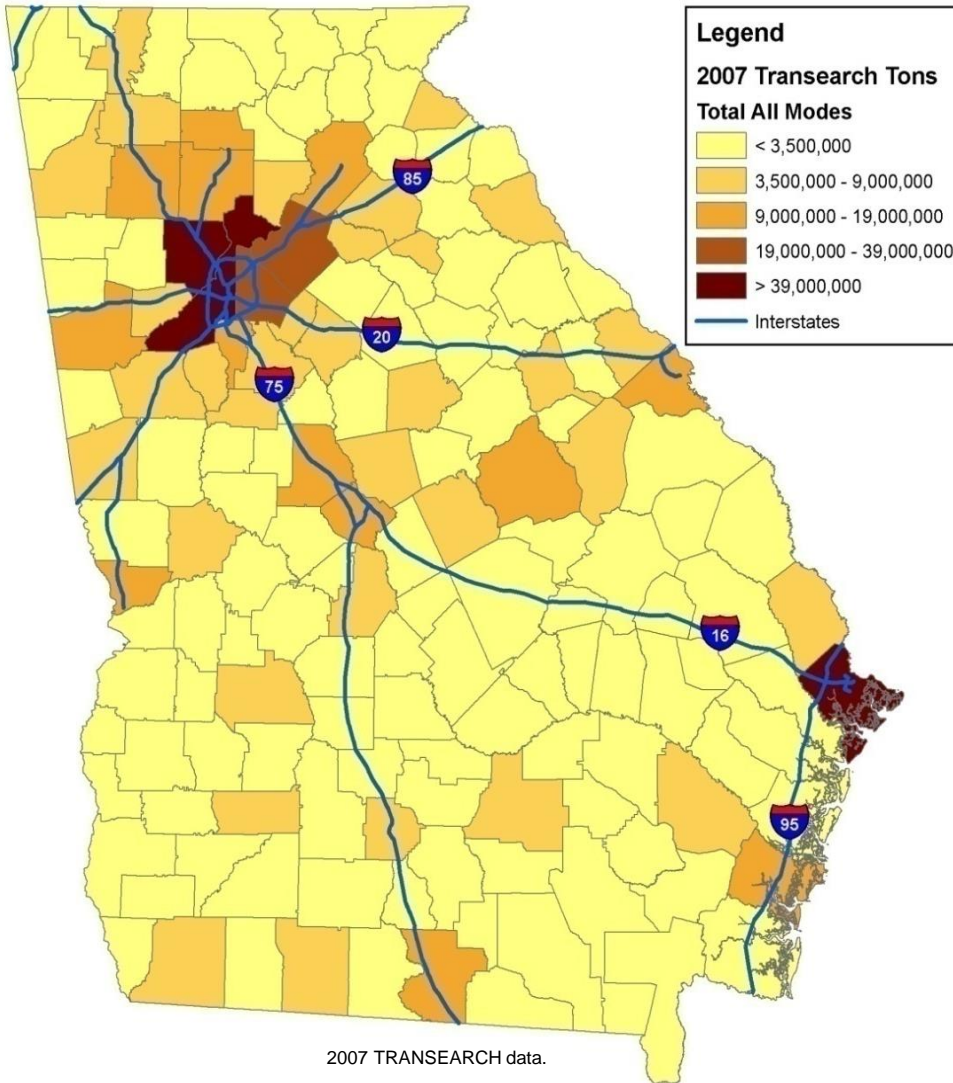 Legend
2007 Transearch Tons
Total All Modes
< 3,500,000
3,500,000 - 9,000,000
9,000,000 - 19,000,000
19,000,000 - 39,000,000
> 39,000,000
Interstates
85
20
75
16
95
2007 TRANSEARCH data.